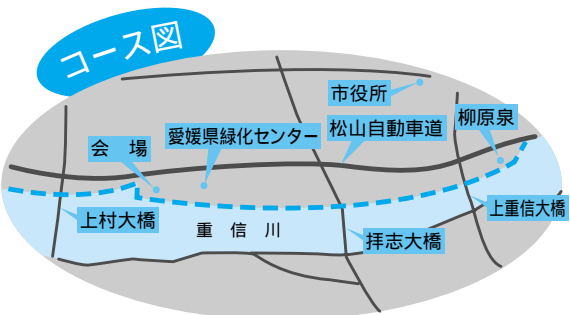 コース図
市役所
柳原泉
松山自動車道
愛媛県緑化センター
会 場
上重信大橋
上村大橋
重 信 川
拝志大橋